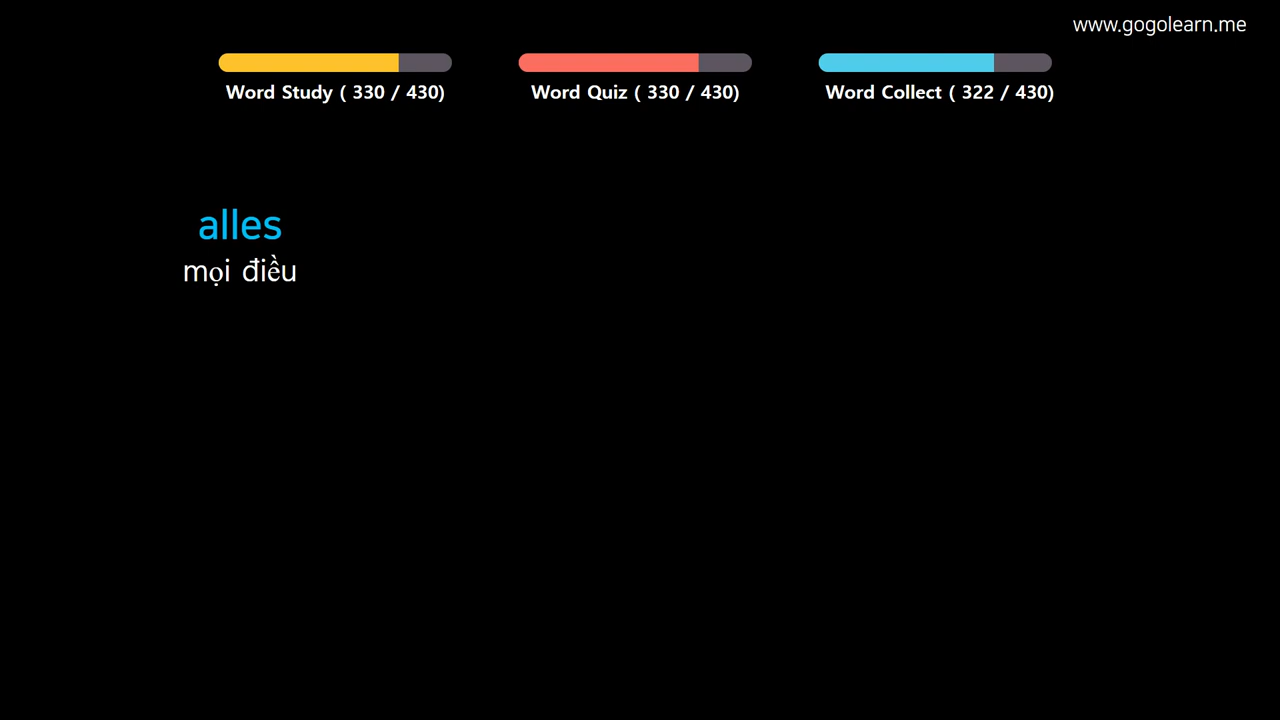 www.gogolearn.me
Word Study ( 330 / 430)
Word Quiz ( 330 / 430)
Word Collect ( 322 / 430)
alles
mọi điều